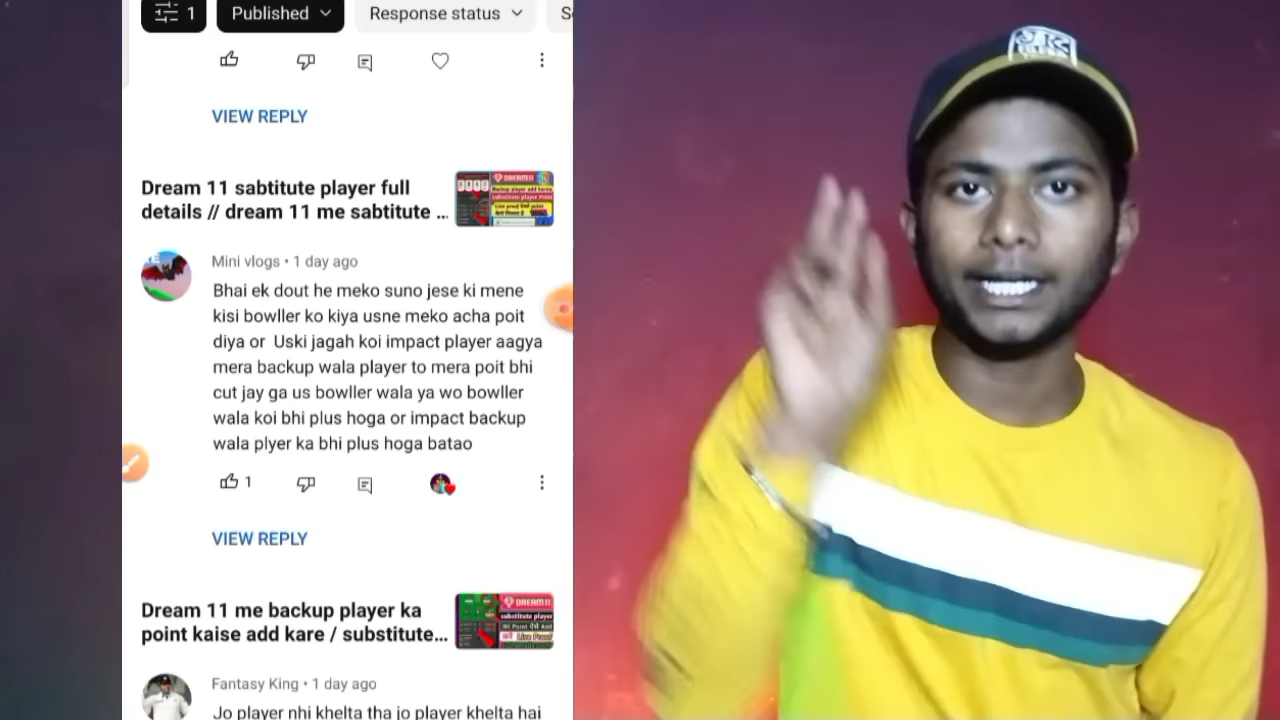 1
Published
Response status
VIEW REPLY
Dream 11 sabtitute player full
details // dream 11 me sabtitute ...
DREAM11
Mini vlogs • 1 day ago
Bhai ek dout he meko suno jese ki mene
kisi bowller ko kiya usne meko acha poit
diya or Uski jagah koi impact player aagya
mera backup wala player to mera poit bhi
cut jay ga us bowller wala ya wo bowller
wala koi bhi plus hoga or impact backup
wala plyer ka bhi plus hoga batao
1
VIEW REPLY
Dream 11 me backup player ka
point kaise add kare / substitute...
DREAM11
substitute player
Fantasy King • 1 day ago
Jo player nhi khelta tha jo player khelta hai